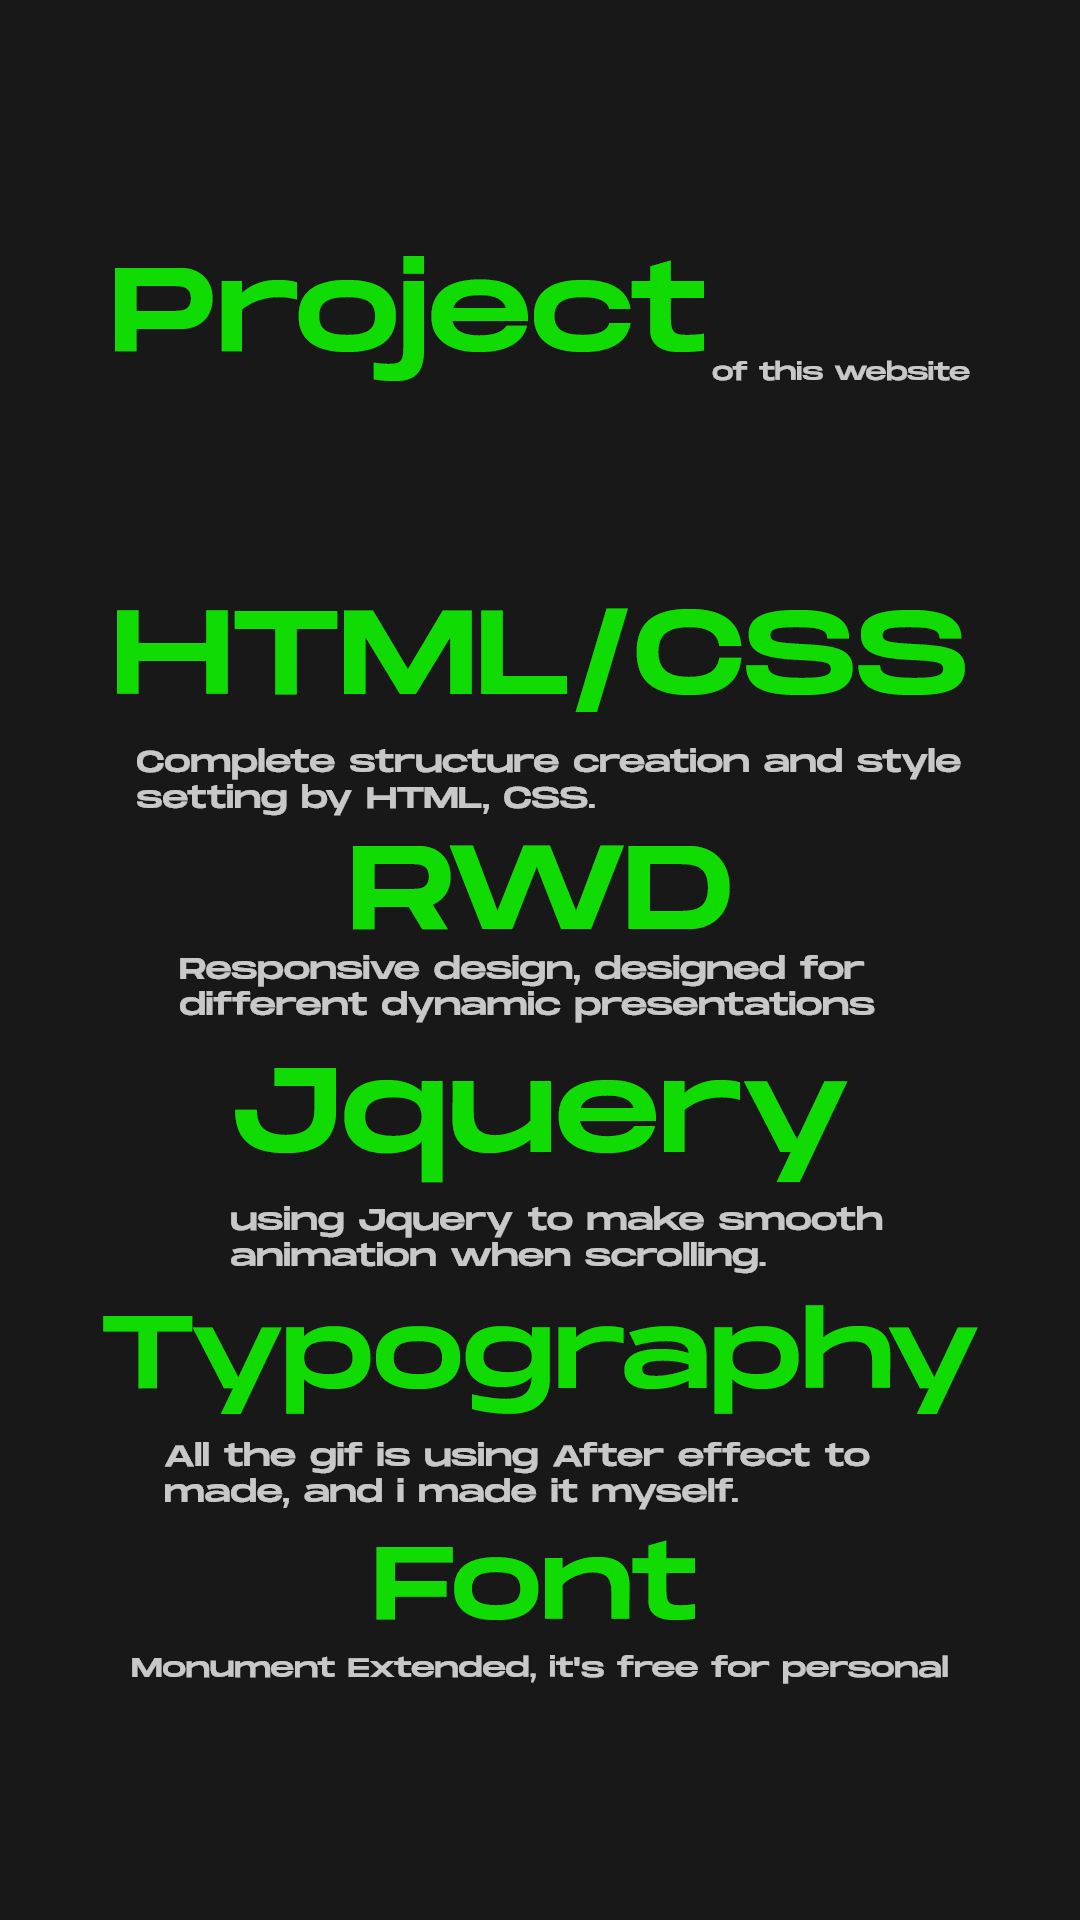 Project
of this website
HTML/CSS
Complete structure creation and style
setting by HTML, CSS.
RWD
Responsive design, designed for
different dynamic presentations
Jquery
using Jquery to make smooth
animation when scrolling.
Typography
All the gif is using After effect to
made, and i made it myself.
Font
Monument Extended, it's free for personal